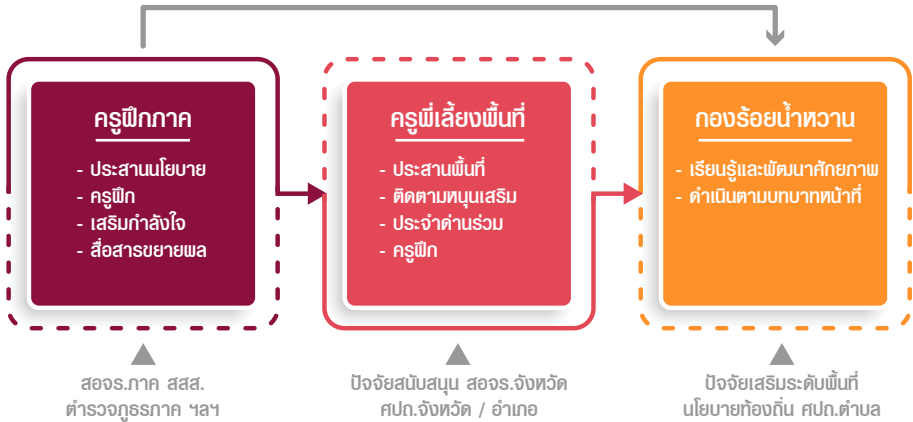 ครูฝึกภาค
- ประสานนโยบาย
- ครูฝึก
- เสริมกำลังใจ
- สื่อสารขยายผล
ครูพี่เลี้ยงพื้นที่
- ประสานพื้นที่
- ติดตามหนุนเสริม
- ประจำด่านร่วม
- ครูฝึก
กองร้อยน้ำหวาน
- เรียนรู้และพัฒนาศักยภาพ
- ดำเนินตามบทบาทหน้าที่
สอจร.ภาค สสส.
ตำรวจภูธรภาค ฯลฯ
ปัจจัยสนับสนุน สอจร.จังหวัด
ศปถ.จังหวัด / อำเภอ
ปัจจัยเสริมระดับพื้นที่
นโยบายท้องถิ่น ศปถ.ตำบล